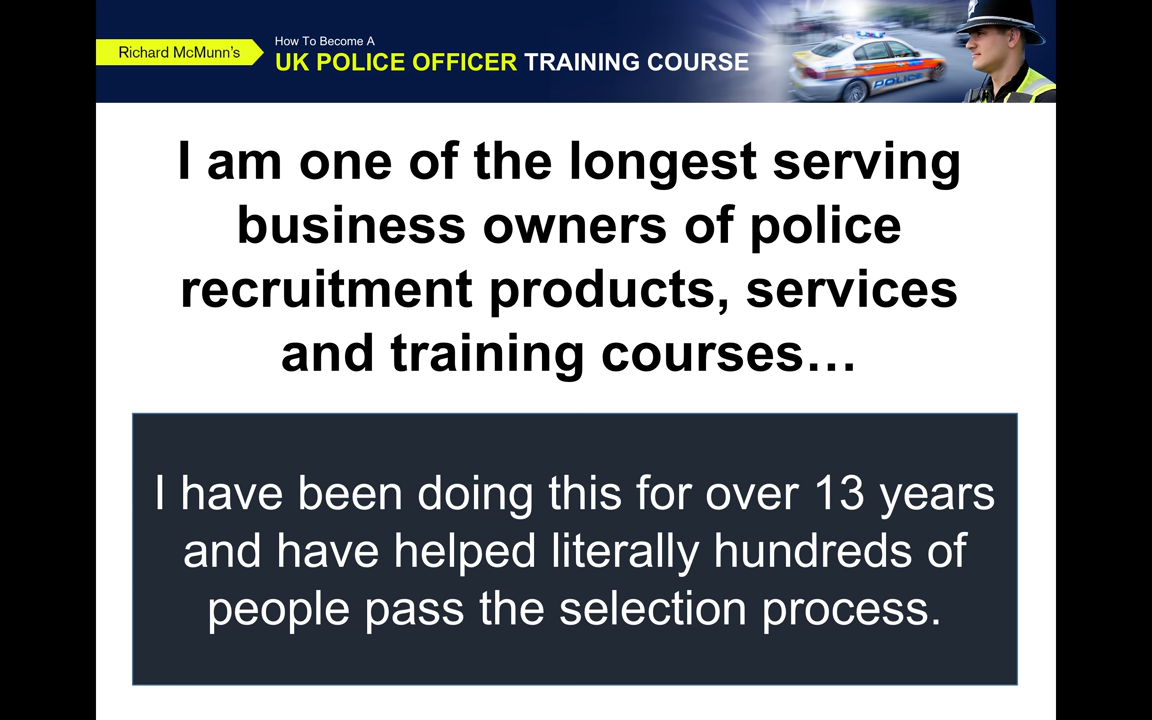 Richard McMunn's
How To Become A
UK POLICE OFFICER TRAINING COURSE
POLICE
I am one of the longest serving
business owners of police
recruitment products, services
and training courses…
I have been doing this for over 13 years
and have helped literally hundreds of
people pass the selection process.